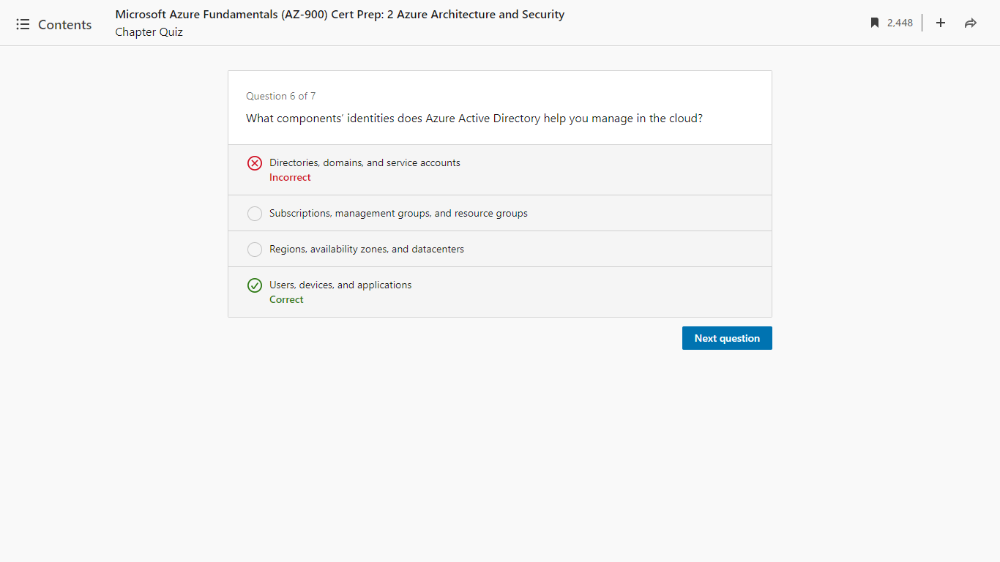 Contents
Microsoft Azure Fundamentals (AZ-900) Cert Prep: 2 Azure Architecture and Security
Chapter Quiz
2,448
Question 6 of 7
What components’ identities does Azure Active Directory help you manage in the cloud?
Directories, domains, and service accounts
Incorrect
Subscriptions, management groups, and resource groups
Regions, availability zones, and datacenters
Users, devices, and applications
Correct
Next question